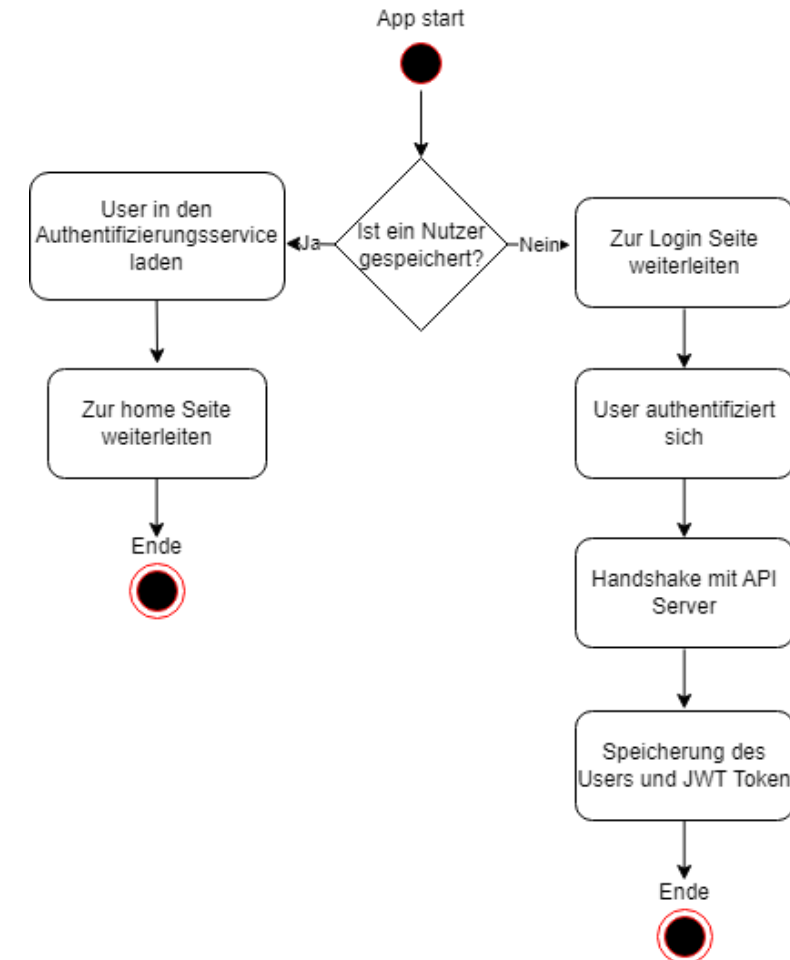 App start
Ist ein Nutzer
gespeichert?
Ja
Nein
User in den
Authentifizierungsservice
laden
Zur home Seite
weiterleiten
Ende
Zur Login Seite
weiterleiten
User authentifiziert
sich
Handshake mit API
Server
Speicherung des
Users und JWT Token
Ende